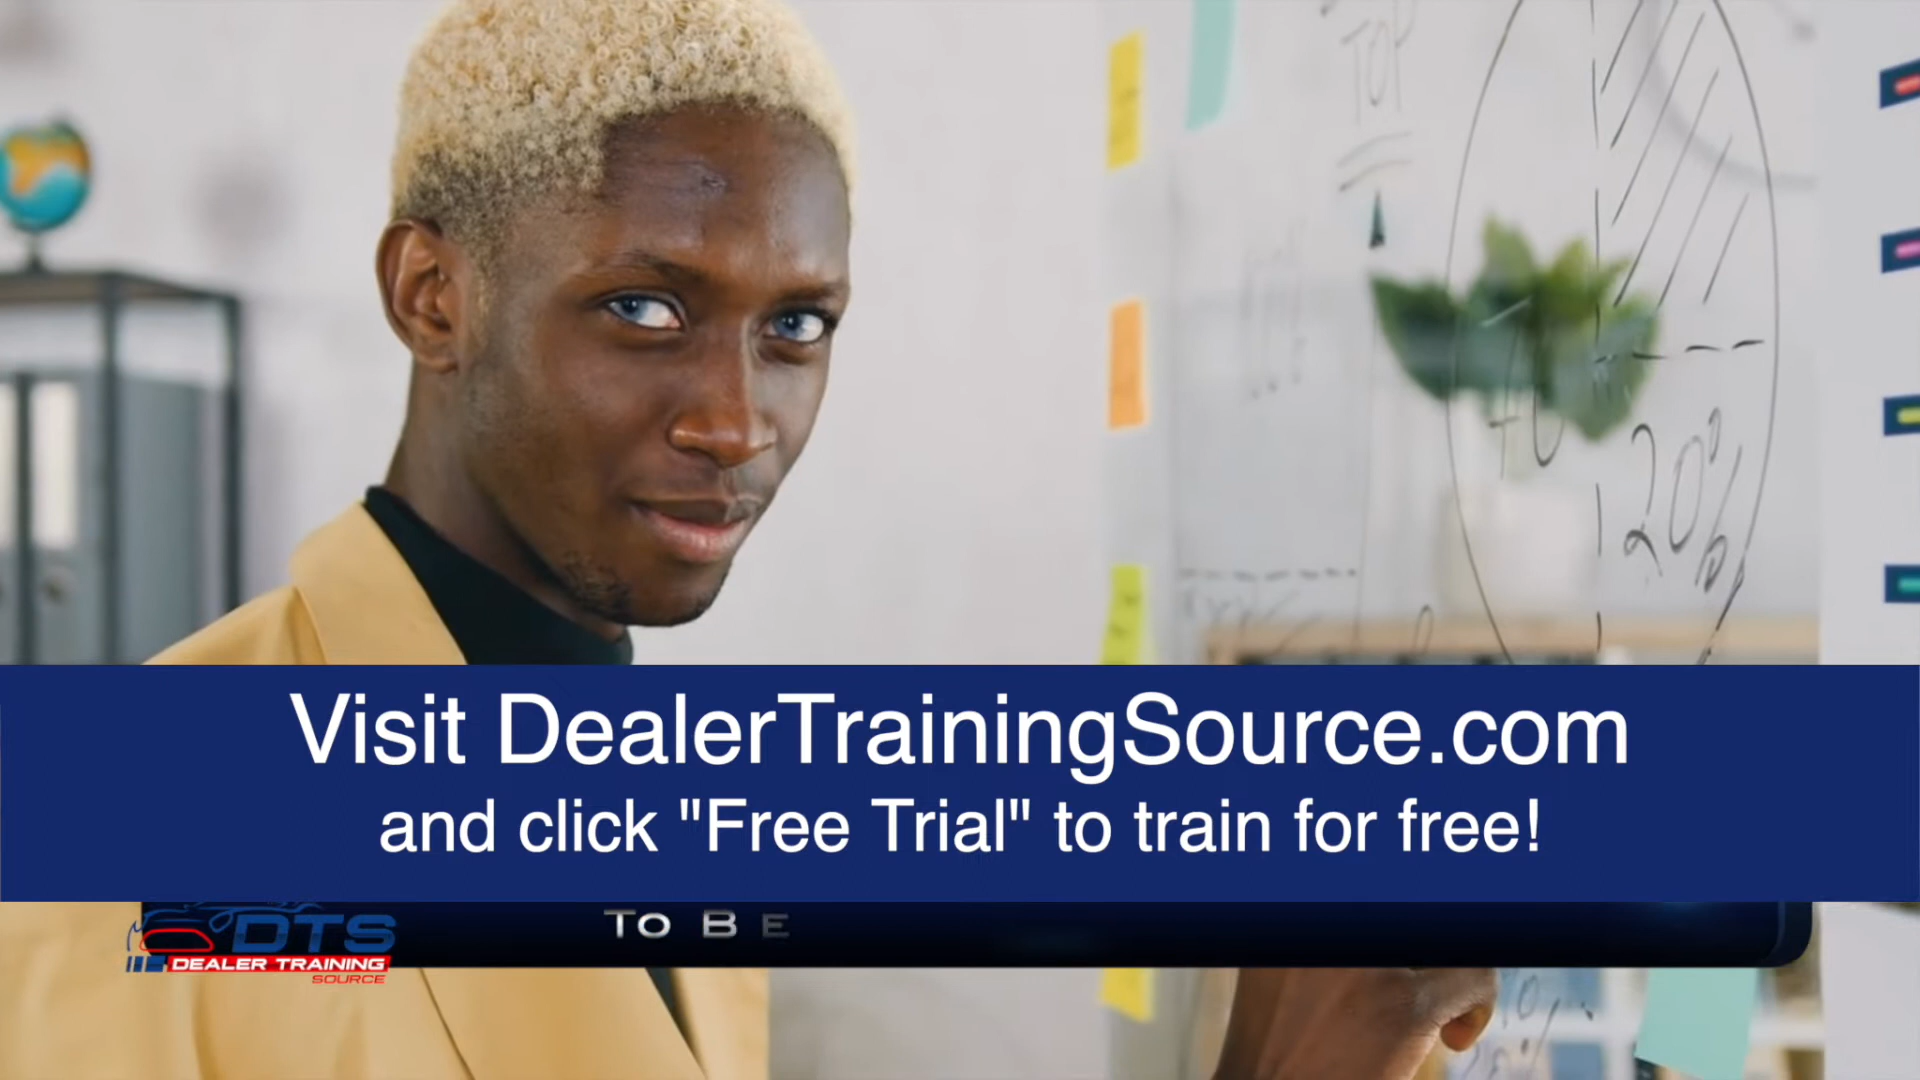 TOP
20%
Visit DealerTrainingSource.com
and click "Free Trial" to train for free!
TO BE
DTS
DEALER TRAINING
SOURCE